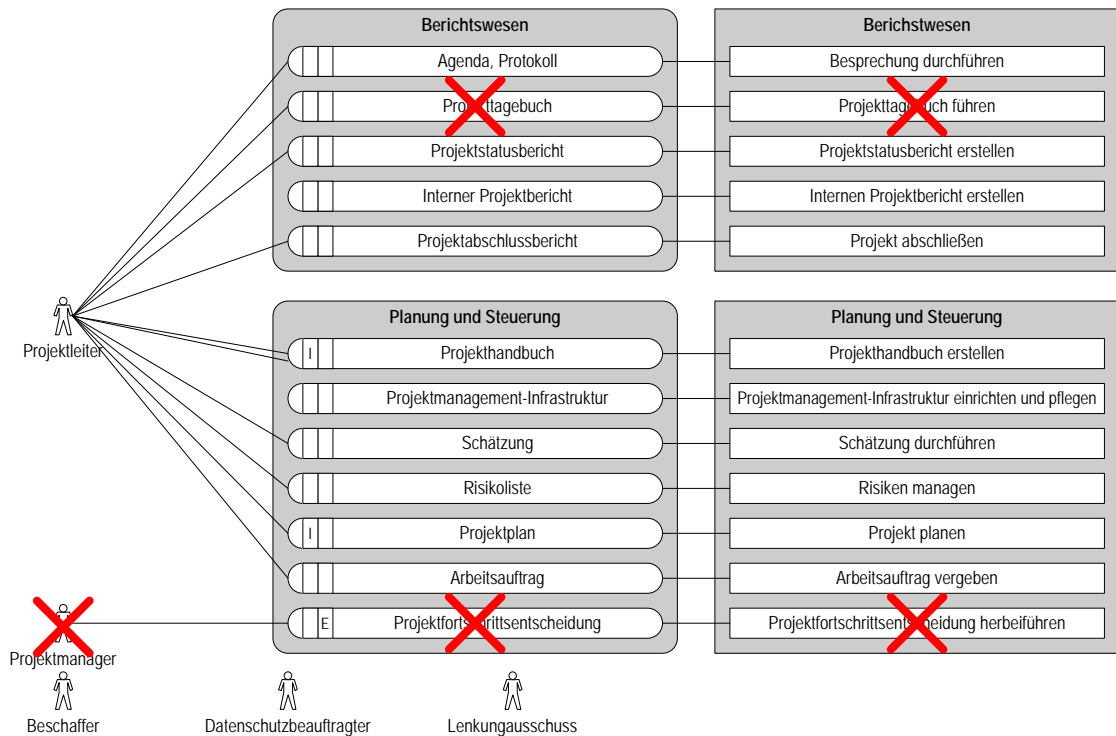 Berichtswesen
Berichstwesen
Agenda, Protokoll
Besprechung durchführen
Projekttagebuch
Projekttagebuch führen
Projektstatusbericht
Projektstatusbericht erstellen
Interner Projektbericht
Internen Projektbericht erstellen
Projektabschlussbericht
Projekt abschließen
Projektleiter
Planung und Steuerung
Planung und Steuerung
I
Projekthandbuch
Projekthandbuch erstellen
Projektmanagement-Infrastruktur
Projektmanagement-Infrastruktur einrichten und pflegen
Schätzung
Schätzung durchführen
Risikoliste
Risiken managen
I
Projektplan
Projekt planen
Arbeitsauftrag
Arbeitsauftrag vergeben
E
Projektfortschrittsentscheidung
Projektfortschrittsentscheidung herbeiführen
Projektmanager
Beschaffer
Datenschutzbeauftragter
Lenkungausschuss